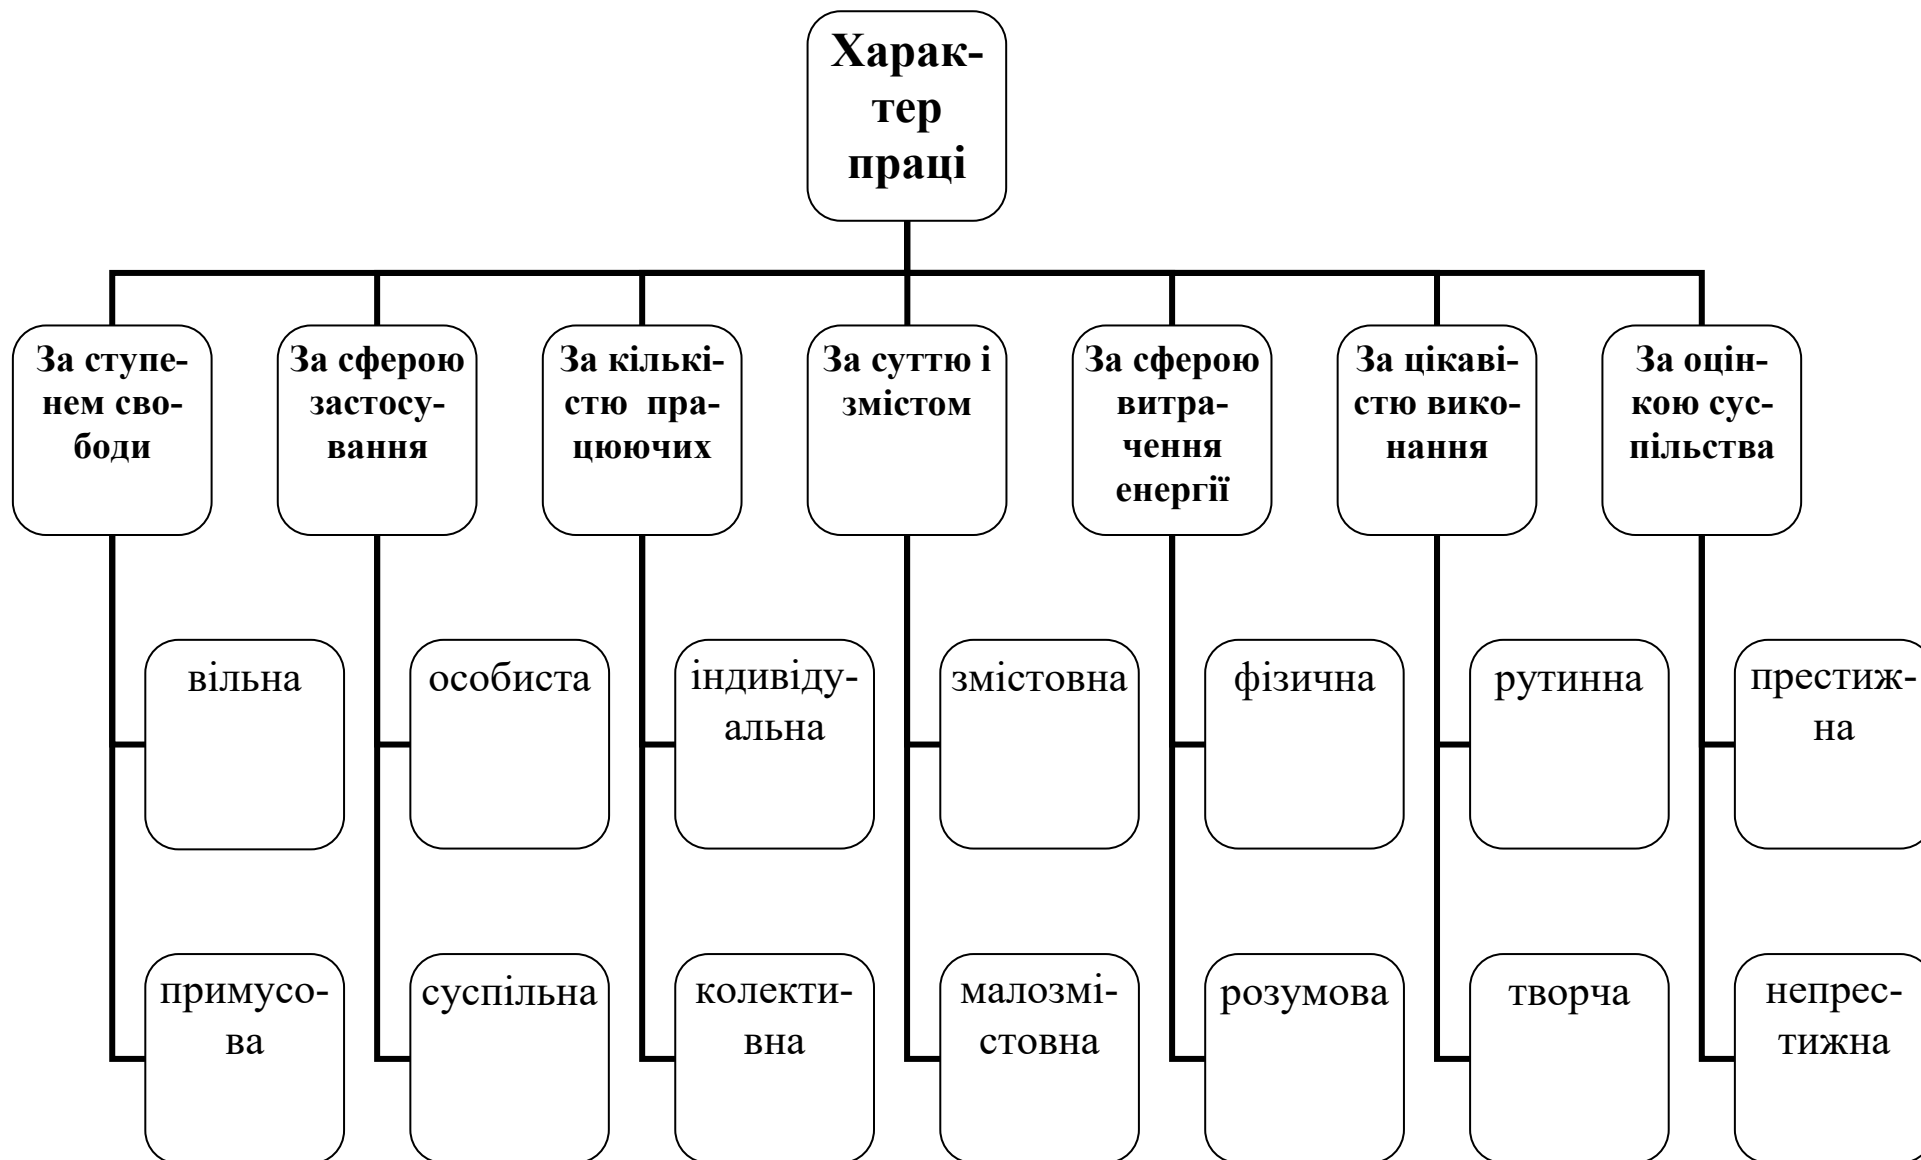 Харак-
тер
праці
За ступе-
нем сво-
боди
За сферою
застосу-
вання
За кількі-
стю пра-
цюючих
За суттю і
змістом
За сферою
витра-
чення
енергії
За цікаві-
стю вико-
нання
За оцін-
кою сус-
пільства
вільна
особиста
індивіду-
альна
змістовна
фізична
рутинна
престиж-
на
примусо-
ва
суспільна
колекти-
вна
малозмі-
стовна
розумова
творча
непрес-
тижна